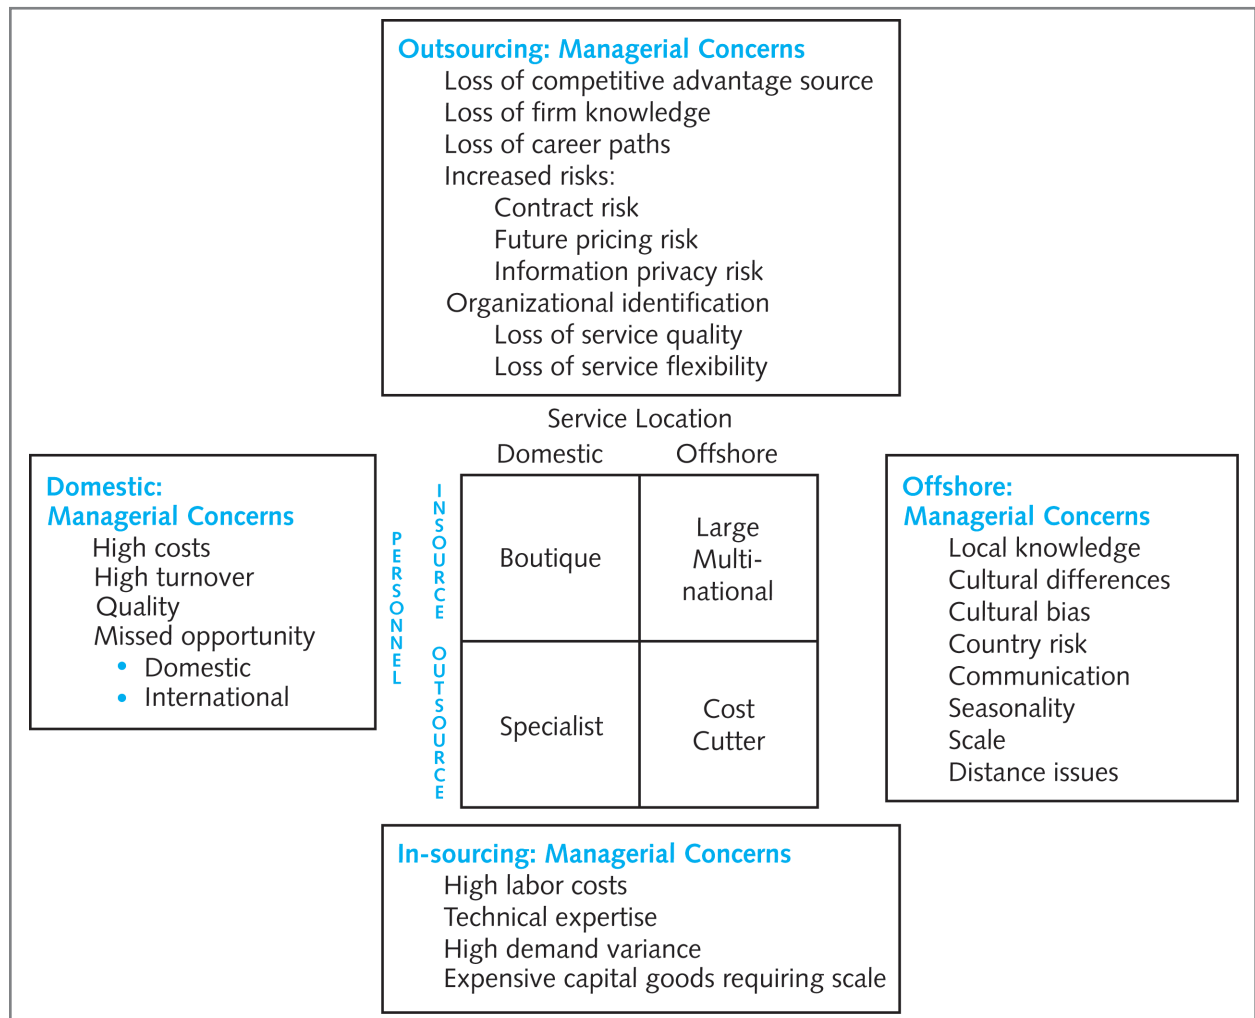 Outsourcing: Managerial Concerns
Loss of competitive advantage source
Loss of firm knowledge
Loss of career paths
Increased risks:
Contract risk
Future pricing risk
Information privacy risk
Organizational identification
Loss of service quality
Loss of service flexibility
Service Location
Domestic Offshore
Domestic:
Managerial Concerns
High costs
High turnover
Quality
Missed opportunity
• Domestic
• International
PERSONNEL
INSOURCE OUTSOURCE
Boutique
Large
Multi-
national
Specialist
Cost
Cutter
Offshore:
Managerial Concerns
Local knowledge
Cultural differences
Cultural bias
Country risk
Communication
Seasonality
Scale
Distance issues
In-sourcing: Managerial Concerns
High labor costs
Technical expertise
High demand variance
Expensive capital goods requiring scale